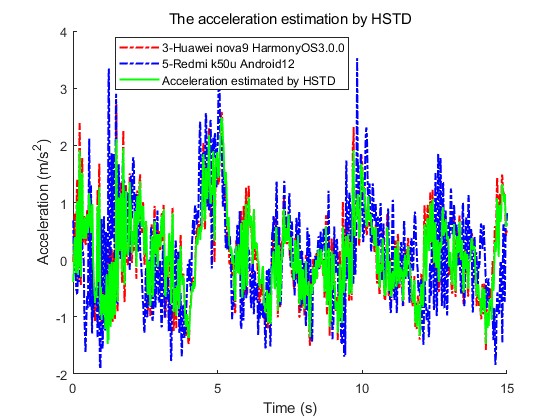 The acceleration estimation by HSTD
4
3-Huawei nova9 HarmonyOS3.0.0
5-Redmi k50u Android12
Acceleration estimated by HSTD
3
2
1
0
-1
-2
Acceleration (m/s²)
0 5 10 15
Time (s)